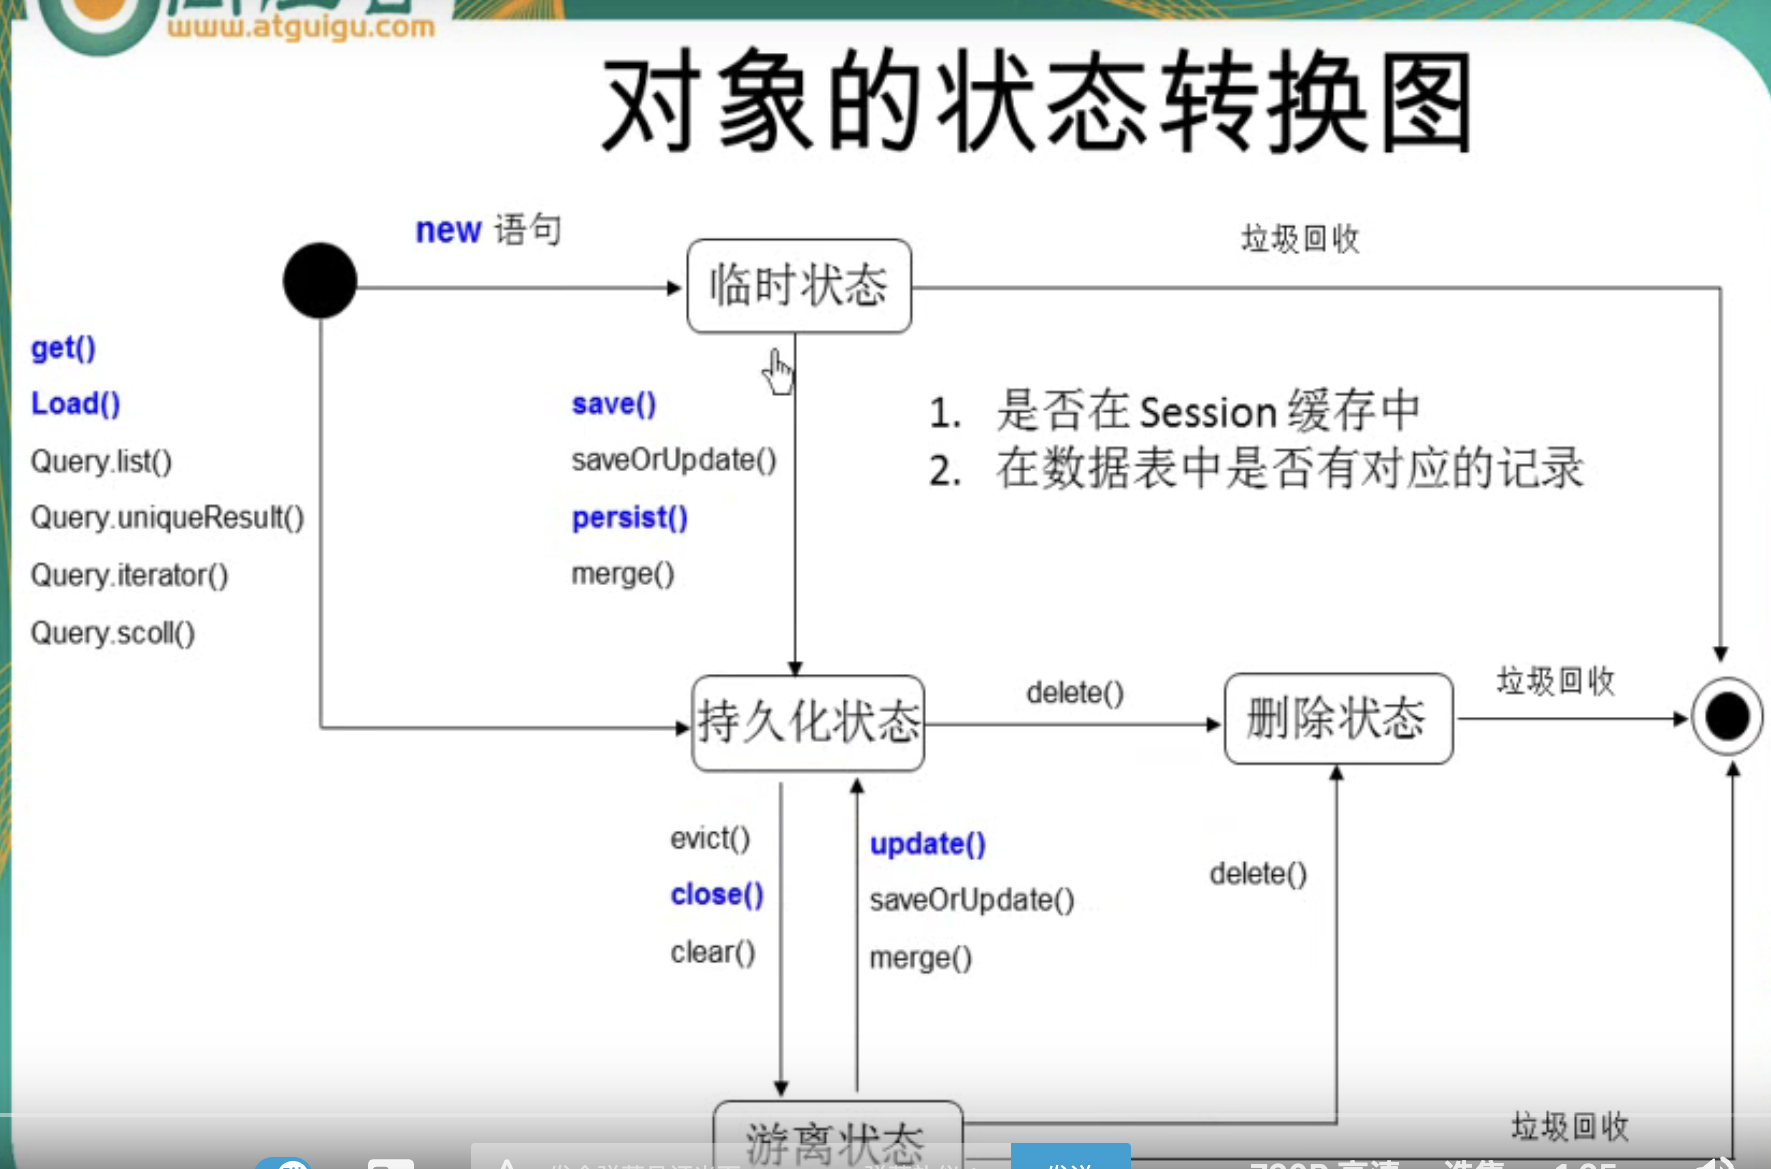 www.atguigu.com
对象的状态转换图
new 语句
临时状态
垃圾回收
get()
Load()
Query.list()
Query.uniqueResult()
Query.iterator()
Query.scoll()
save()
saveOrUpdate()
persist()
merge()
1. 是否在 Session 缓存中
2. 在数据表中是否有对应的记录
持久化状态
delete()
删除状态
垃圾回收
evict()
close()
clear()
update()
saveOrUpdate()
merge()
delete()
游离状态
垃圾回收